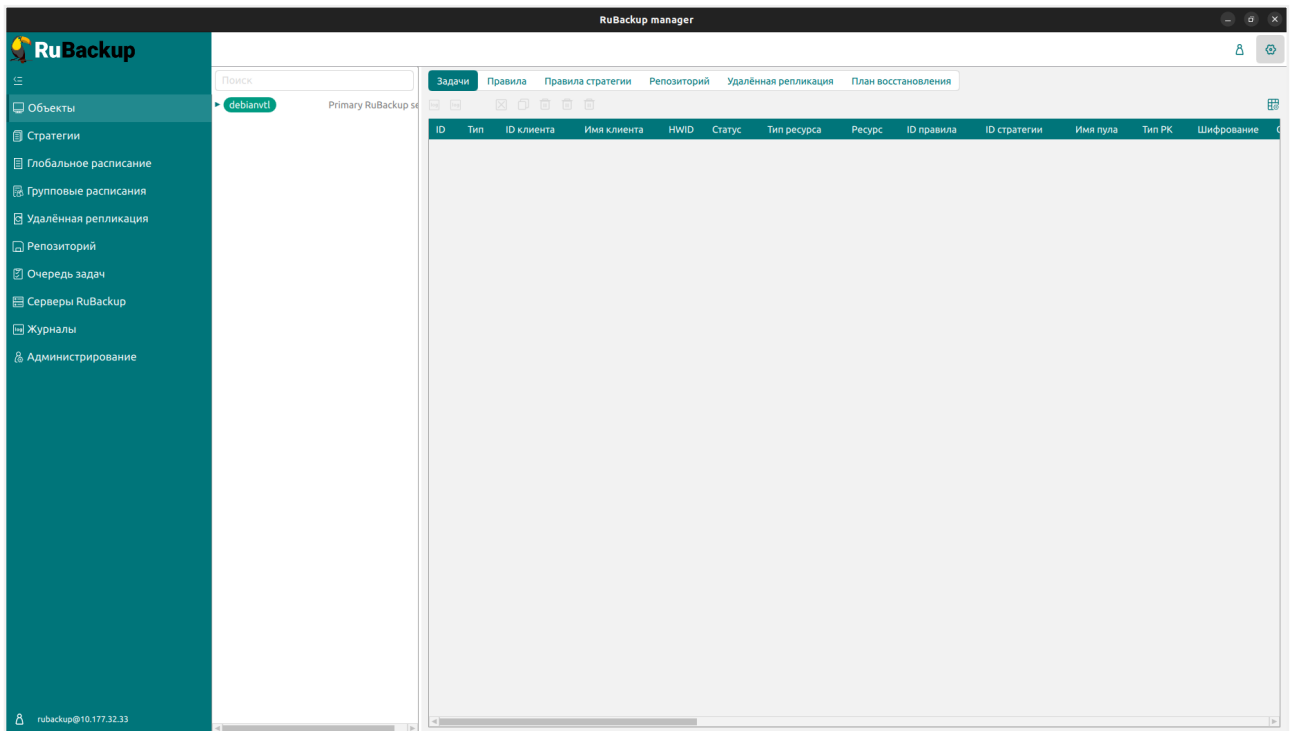 RuBackup manager
RuBackup
Объекты
Стратегии
Глобальное расписание
Групповые расписания
Удалённая репликация
Репозиторий
Очередь задач
Серверы RuBackup
Журналы
Администрирование
rubackup@10.177.32.33
Поиск
debianvtl Primary RuBackup se
Задачи Правила Правила стратегии Репозиторий Удалённая репликация План восстановления
ID Тип ID клиента Имя клиента HWID Статус Тип ресурса Ресурс ID правила ID стратегии Имя пула Тип РК Шифрование